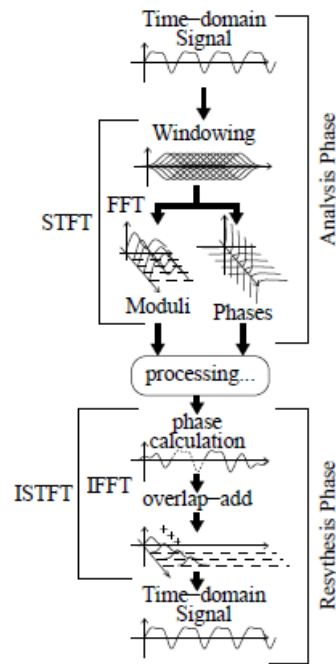 Time-domain
Signal
Windowing
STFT
FFT
Analysis Phase
Moduli
Phases
processing...
phase
calculation
ISTFT
IFFT
overlap-add
+
+
+
Resythesis Phase
Time-domain
Signal